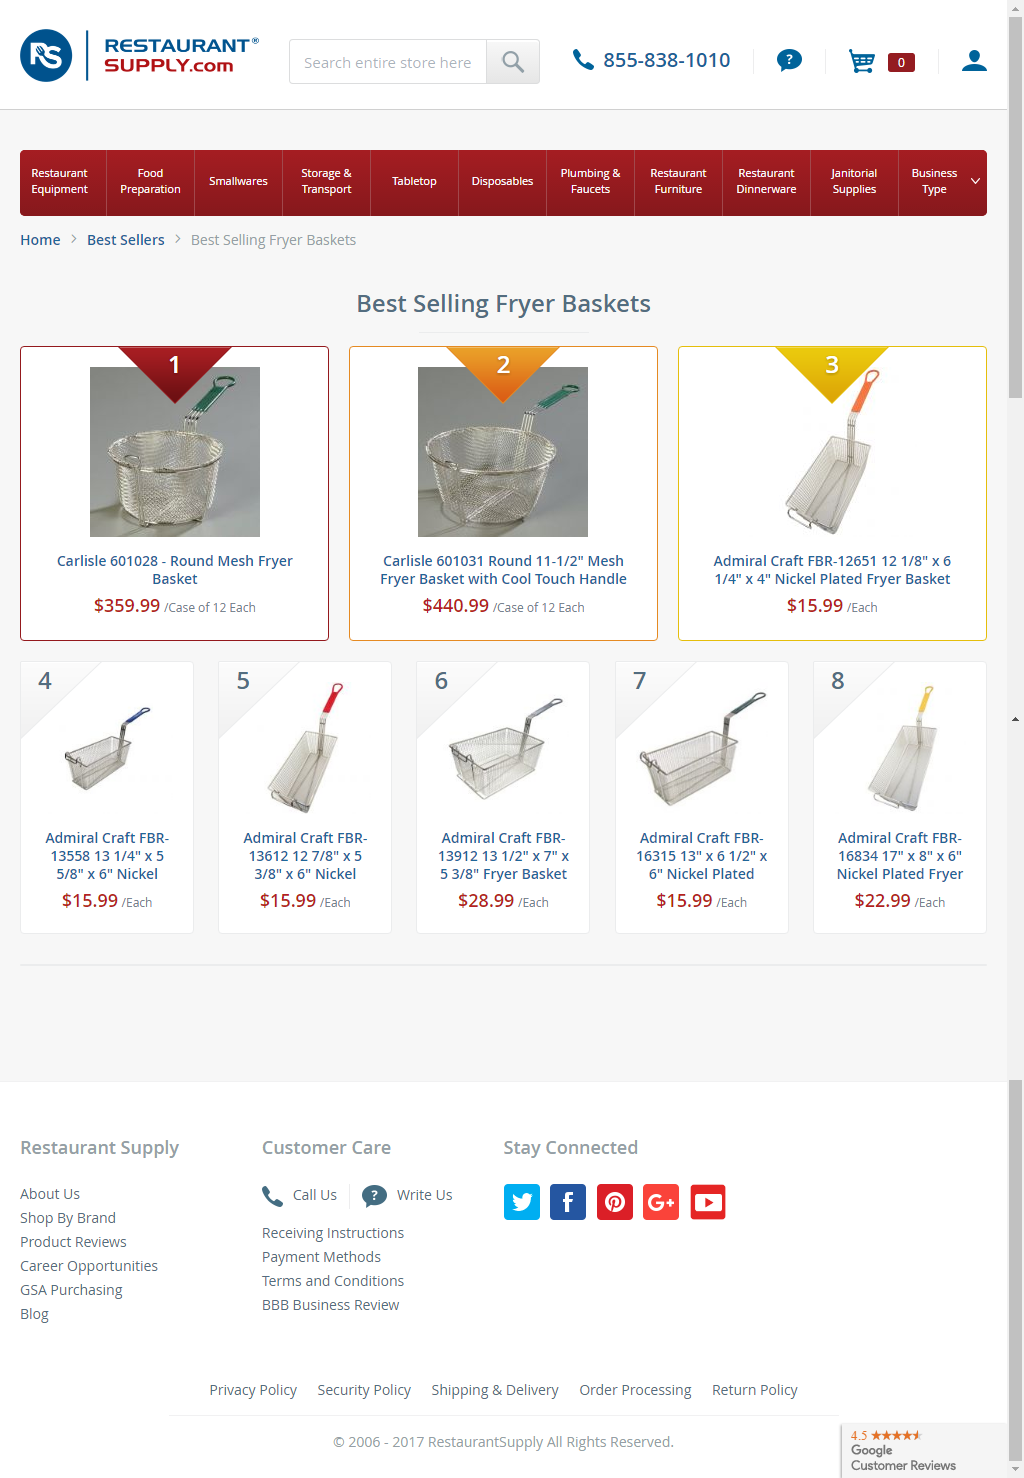 RS RESTAURANT®
SUPPLY.com
Search entire store here
855-838-1010
?
0
Restaurant Equipment
Food Preparation
Smallwares
Storage & Transport
Tabletop
Disposables
Plumbing & Faucets
Restaurant Furniture
Restaurant Dinnerware
Janitorial Supplies
Business Type
Home > Best Sellers > Best Selling Fryer Baskets
Best Selling Fryer Baskets
1
Carlisle 601028 - Round Mesh Fryer
Basket
$359.99 /Case of 12 Each
2
Carlisle 601031 Round 11-1/2" Mesh
Fryer Basket with Cool Touch Handle
$440.99 /Case of 12 Each
3
Admiral Craft FBR-12651 12 1/8" x 6
1/4" x 4" Nickel Plated Fryer Basket
$15.99 /Each
4
Admiral Craft FBR-
13558 13 1/4" x 5
5/8" x 6" Nickel
$15.99 /Each
5
Admiral Craft FBR-
13612 12 7/8" x 5
3/8" x 6" Nickel
$15.99 /Each
6
Admiral Craft FBR-
13912 13 1/2" x 7" x
5 3/8" Fryer Basket
$28.99 /Each
7
Admiral Craft FBR-
16315 13" x 6 1/2" x
6" Nickel Plated
$15.99 /Each
8
Admiral Craft FBR-
16834 17" x 8" x 6"
Nickel Plated Fryer
$22.99 /Each
Restaurant Supply
About Us
Shop By Brand
Product Reviews
Career Opportunities
GSA Purchasing
Blog
Customer Care
Call Us
? Write Us
Receiving Instructions
Payment Methods
Terms and Conditions
BBB Business Review
Stay Connected
f G+
Privacy Policy Security Policy Shipping & Delivery Order Processing Return Policy
© 2006 - 2017 RestaurantSupply All Rights Reserved.
4.5
Google
Customer Reviews